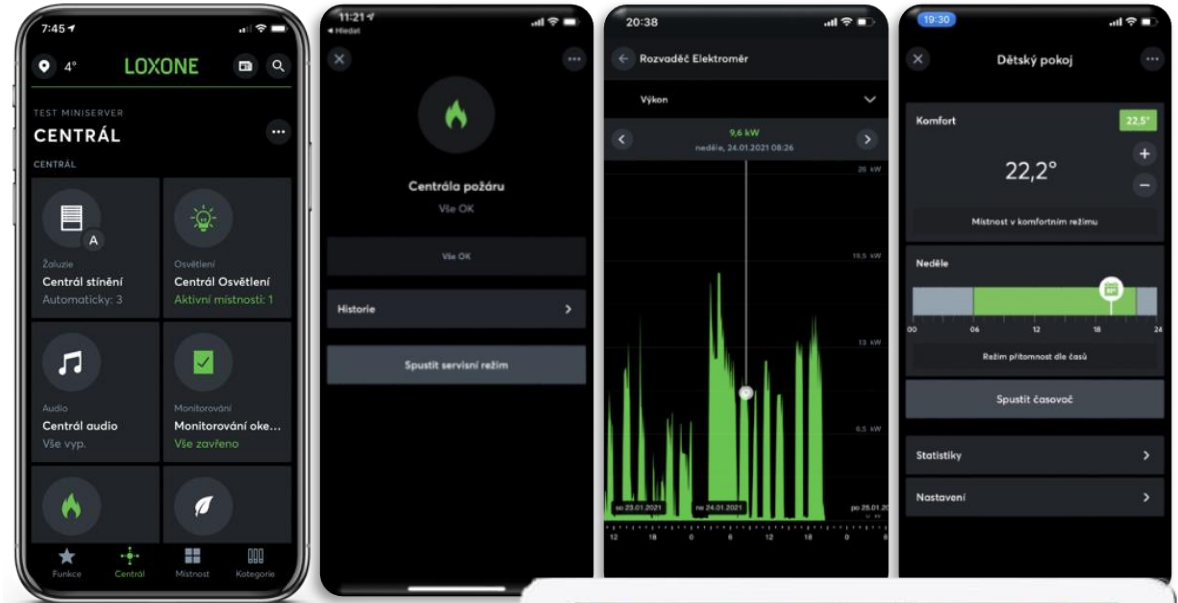 7:45
4°
LOXONE
TEST MINISERVER
CENTRÁL
CENTRÁL
A
Žaluzie
Centrál stínění
Automaticky: 3
Osvětlení
Centrál Osvětlení
Aktivní místnosti: 1
Audio
Centrál audio
Vše vyp.
Monitorování
Monitorování oke...
Vše zavřeno
Funkce
Centrál
Místnost
Kategorie
11:21
Hledat
Centrála požáru
Vše OK
Vše OK
Historie
Spustit servisní režim
20:38
Rozvaděč Elektroměr
Výkon
9,6 kW
neděle, 24.01.2021 08:26
26 kW
19,5 kW
13 kW
6,5 kW
so 23.01.2021
ne 24.01.2021
po 25.01.20
12 18 0 6 12 18 0 6
19:30
Dětský pokoj
Komfort
22,5°
22,2°
Místnost v komfortním režimu
Neděle
00 06 12 18 24
Režim přítomnost dle časů
Spustit časovač
Statistiky
Nastavení